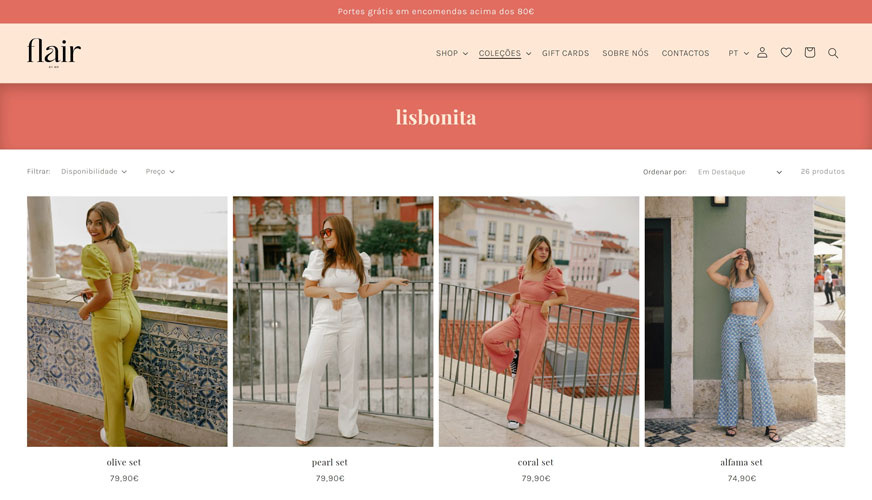 Portes grátis em encomendas acima dos 80€
flair
SHOP COLEÇÕES GIFT CARDS SOBRE NÓS CONTACTOS PT
lisbonita
Filtrar: Disponibilidade Preço Ordenar por: Em Destaque 26 produtos
olive set pearl set coral set alfama set
79,90€ 79,90€ 79,90€ 74,90€